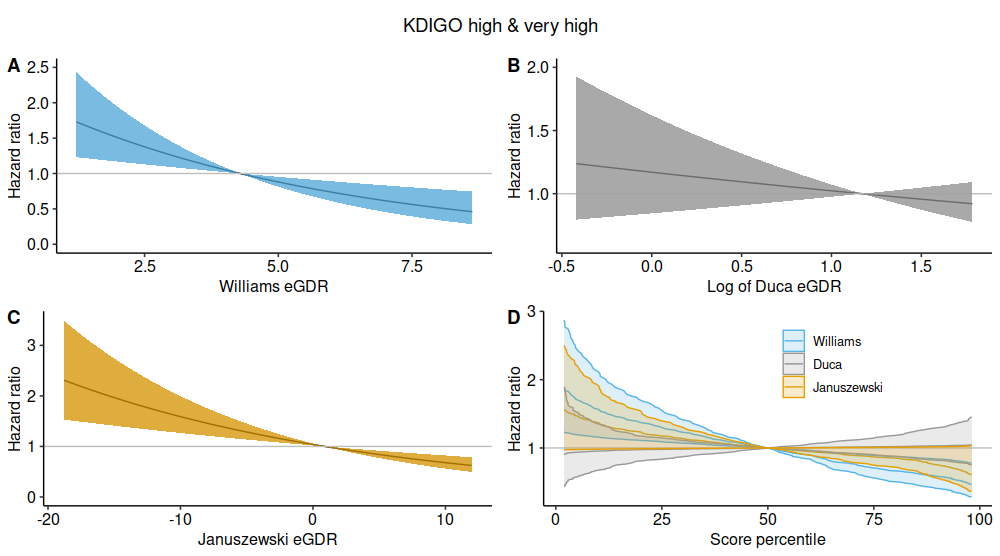 KDIGO high & very high
A
2.5
2.0
1.5
1.0
0.5
0.0
Hazard ratio
2.5 5.0 7.5
Williams eGDR
B
2.0
1.5
1.0
Hazard ratio
-0.5 0.0 0.5 1.0 1.5
Log of Duca eGDR
C
3
2
1
0
Hazard ratio
-20 -10 0 10
Januszewski eGDR
D
3
2
1
Hazard ratio
Williams
Duca
Januszewski
0 25 50 75 100
Score percentile